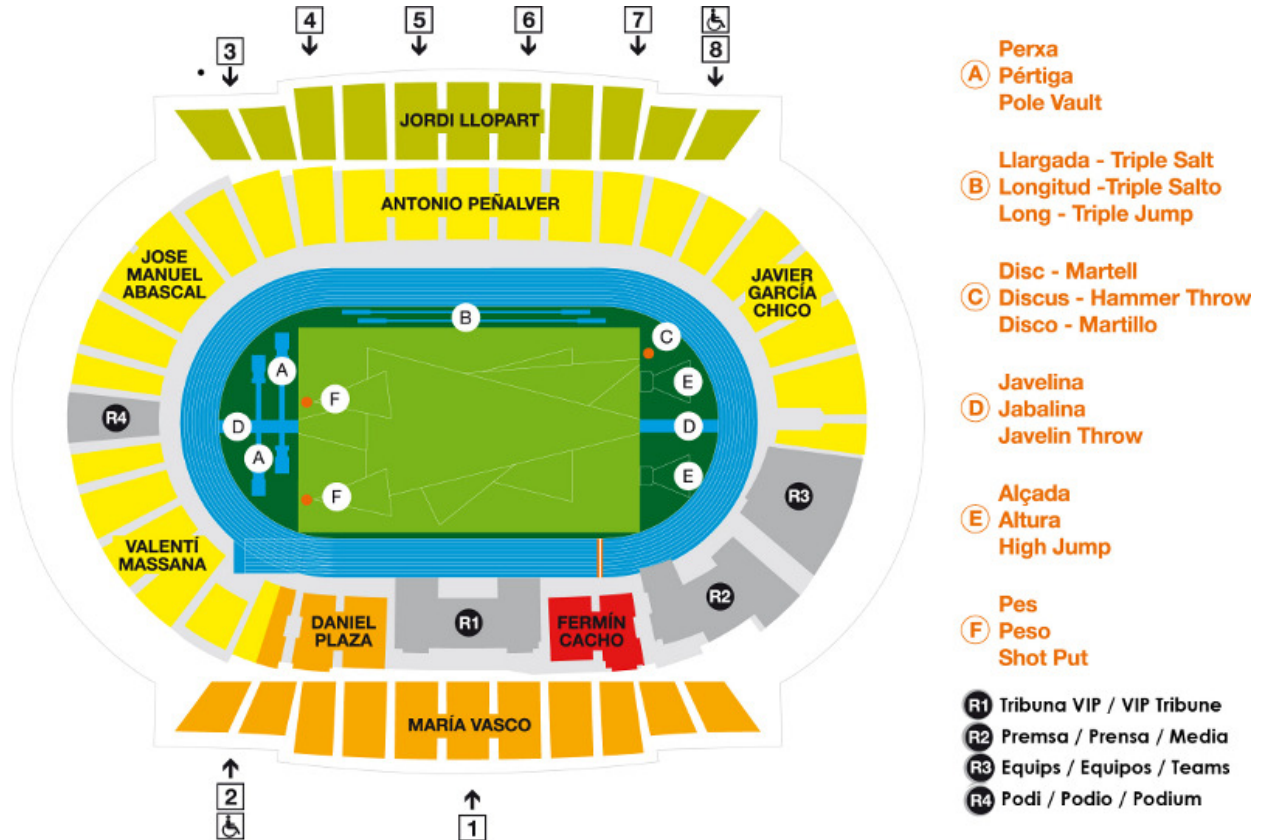 4
5
6
7
3
8
JORDI LLOPART
ANTONIO PEÑALVER
JOSE
MANUEL
ABASCAL
JAVIER
GARCÍA
CHICO
B
C
A
E
F
R4
D
D
A
E
F
R3
VALENTÍ
MASSANA
R2
DANIEL
PLAZA
R1
FERMÍN
CACHO
MARÍA VASCO
2
1
A
Perxa
Pértiga
Pole Vault
B
Llargada - Triple Salt
Longitud -Triple Salto
Long - Triple Jump
C
Disc - Martell
Discus - Hammer Throw
Disco - Martillo
D
Javelina
Jabalina
Javelin Throw
E
Alçada
Altura
High Jump
F
Pes
Peso
Shot Put
R1 Tribuna VIP / VIP Tribune
R2 Premsa / Prensa / Media
R3 Equips / Equipos / Teams
R4 Podi / Podio / Podium